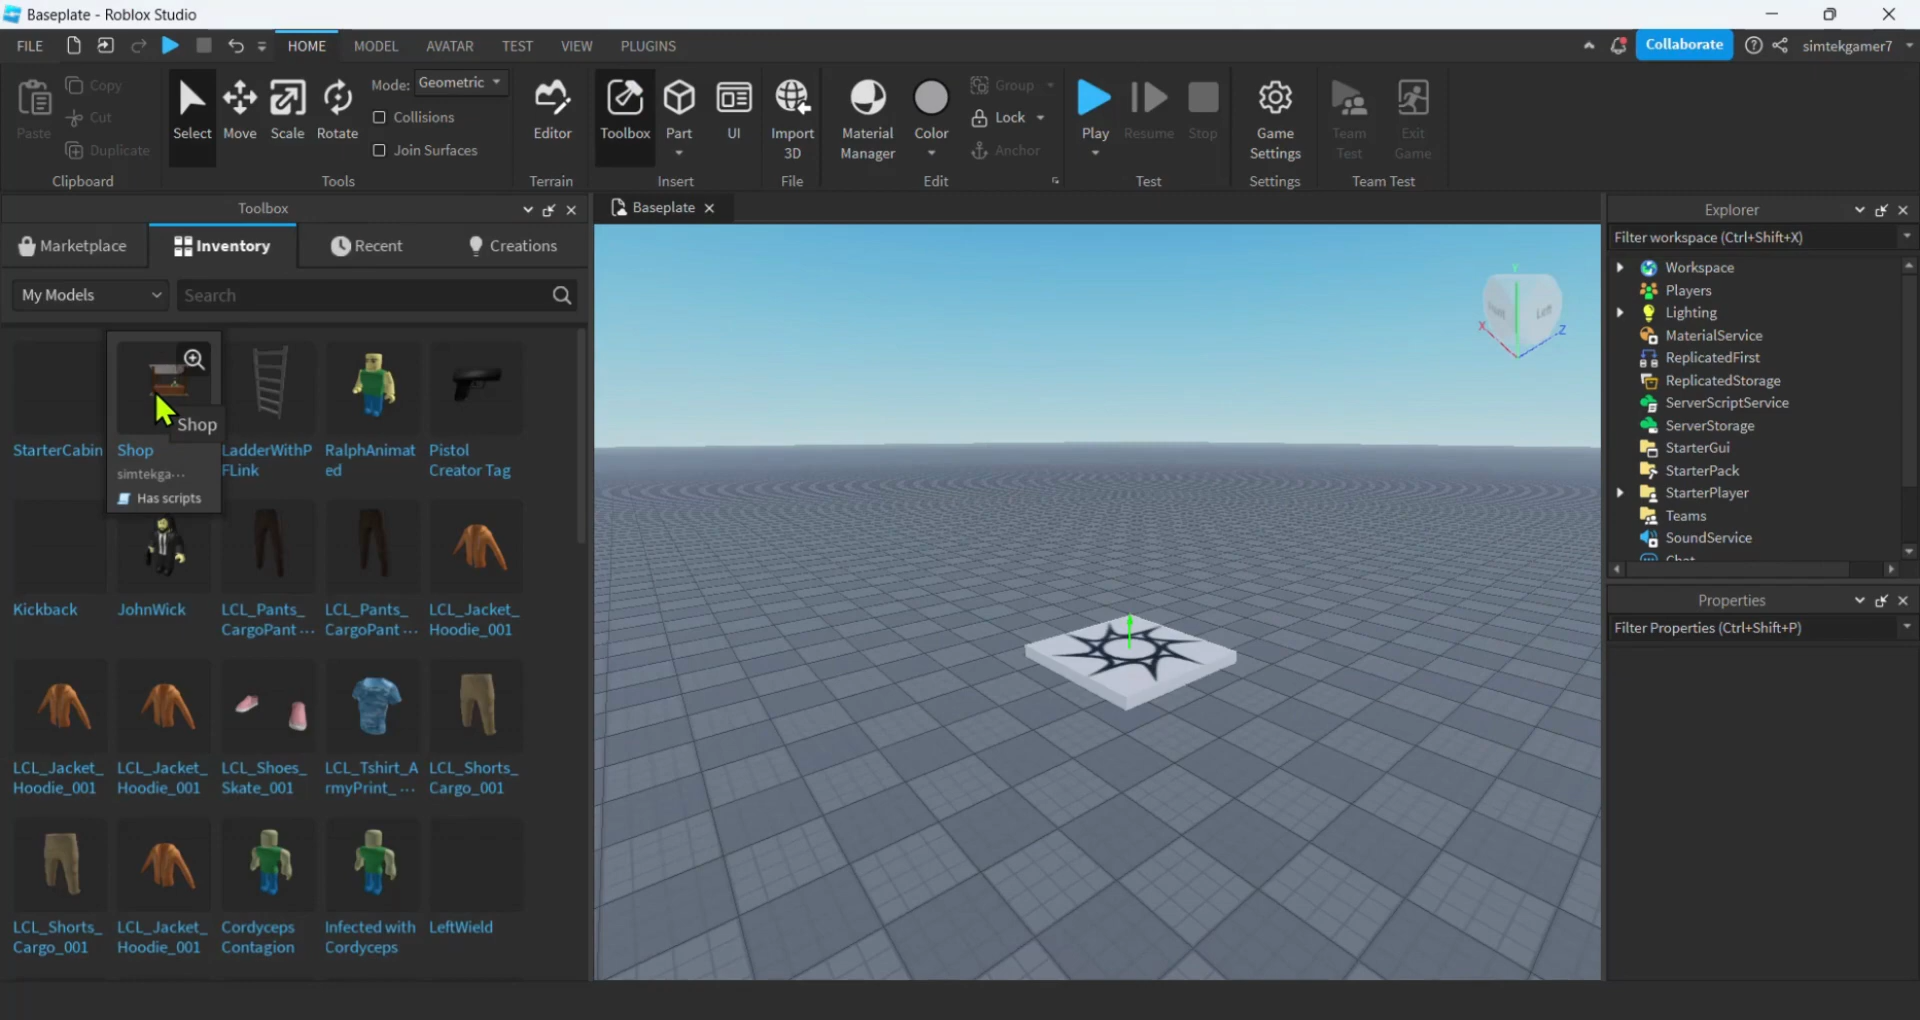 Baseplate - Roblox Studio
FILE
HOME
MODEL
AVATAR
TEST
VIEW
PLUGINS
Collaborate
simtekgamer7
Paste
Copy
Cut
Duplicate
Clipboard
Select
Move
Scale
Rotate
Mode: Geometric
Collisions
Join Surfaces
Tools
Editor
Terrain
Toolbox
Part
UI
Insert
Import
3D
File
Material
Manager
Color
Group
Lock
Anchor
Edit
Play
Resume
Stop
Test
Game
Settings
Settings
Team
Test
Exit
Game
Team Test
Toolbox
Marketplace
Inventory
Recent
Creations
My Models
Search
StarterCabin
Shop
Shop
simtekga...
Has scripts
LadderWithP
FLink
RalphAnimat
ed
Pistol
Creator Tag
Kickback
JohnWick
LCL_Pants_
CargoPant ...
LCL_Pants_
CargoPant ...
LCL_Jacket_
Hoodie_001
LCL_Jacket_
Hoodie_001
LCL_Jacket_
Hoodie_001
LCL_Shoes_
Skate_001
LCL_Tshirt_A
rmyPrint_ ...
LCL_Shorts_
Cargo_001
LCL_Shorts_
Cargo_001
LCL_Jacket_
Hoodie_001
Cordyceps
Contagion
Infected with
Cordyceps
LeftWield
Baseplate
Y
Left
X
Z
Explorer
Filter workspace (Ctrl+Shift+X)
Workspace
Players
Lighting
MaterialService
ReplicatedFirst
ReplicatedStorage
ServerScriptService
ServerStorage
StarterGui
StarterPack
StarterPlayer
Teams
SoundService
Properties
Filter Properties (Ctrl+Shift+P)